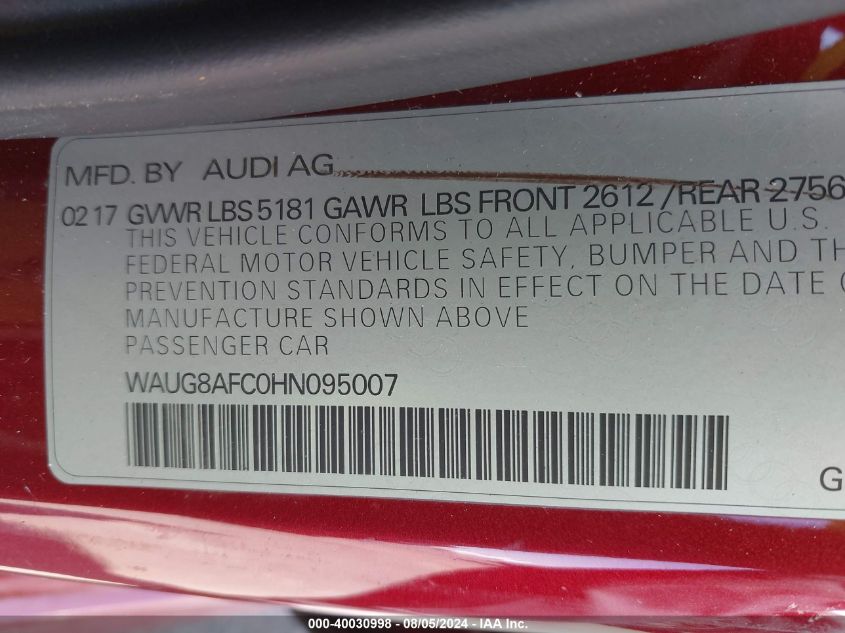 MFD. BY AUDI AG
02 17 GVWR LBS 5181 GAWR LBS FRONT 2612 / REAR 2756
THIS VEHICLE CONFORMS TO ALL APPLICABLE U.S.
FEDERAL MOTOR VEHICLE SAFETY, BUMPER AND TH
PREVENTION STANDARDS IN EFFECT ON THE DATE O
MANUFACTURE SHOWN ABOVE
PASSENGER CAR
WAUG8AFC0HN095007
G
000-40030998 - 08/05/2024 - IAA Inc.